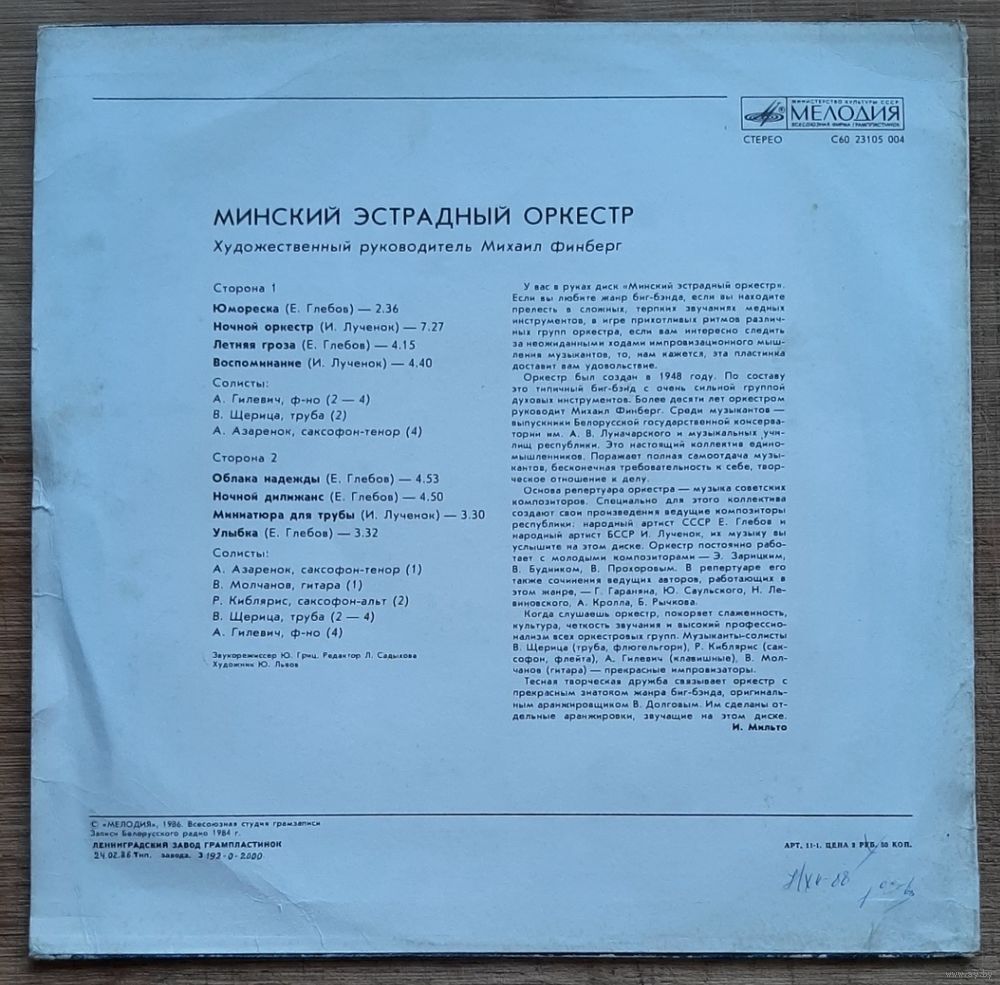 МИНИСТЕРСТВО КУЛЬТУРЫ СССР
МЕЛОДИЯ
ВСЕСОЮЗНАЯ ФИРМА ГРАМПЛАСТИНОК
СТЕРЕО С60 23105 004
МИНСКИЙ ЭСТРАДНЫЙ ОРКЕСТР
Художественный руководитель Михаил Финберг
Сторона 1
Юмореска (Е. Глебов) — 2.36
Ночной оркестр (И. Лученок) — 7.27
Летняя гроза (Е. Глебов) — 4.15
Воспоминание (И. Лученок) — 4.40
Солисты:
А. Гилевич, ф-но (2 — 4)
В. Щерица, труба (2)
А. Азаренок, саксофон-тенор (4)
Сторона 2
Облака надежды (Е. Глебов) — 4.53
Ночной дилижанс (Е. Глебов) — 4.50
Миниатюра для трубы (И. Лученок) — 3.30
Улыбка (Е. Глебов) — 3.32
Солисты:
А. Азаренок, саксофон-тенор (1)
В. Молчанов, гитара (1)
Р. Киблярис, саксофон-альт (2)
В. Щерица, труба (2 — 4)
А. Гилевич, ф-но (4)
Звукорежиссер Ю. Гриц. Редактор Л. Садыхова
Художник Ю. Львов
У вас в руках диск «Минский эстрадный оркестр».
Если вы любите жанр биг-бэнда, если вы находите
прелесть в сложных, терпких звучаниях медных
инструментов, в игре прихотливых ритмов различ-
ных групп оркестра, если вам интересно следить
за неожиданными ходами импровизационного мыш-
ления музыкантов, то, нам кажется, эта пластинка
доставит вам удовольствие.
Оркестр был создан в 1948 году. По составу
это типичный биг-бэнд с очень сильной группой
духовых инструментов. Более десяти лет оркестром
руководит Михаил Финберг. Среди музыкантов —
выпускники Белорусской государственной консерва-
тории им. А. В. Луначарского и музыкальных учи-
лищ республики. Это настоящий коллектив едино-
мышленников. Поражает полная самоотдача музы-
кантов, бесконечная требовательность к себе, твор-
ческое отношение к делу.
Основа репертуара оркестра — музыка советских
композиторов. Специально для этого коллектива
создают свои произведения ведущие композиторы
республики: народный артист СССР Е. Глебов и
народный артист БССР И. Лученок, их музыку вы
услышите на этом диске. Оркестр постоянно рабо-
тает с молодыми композиторами — Э. Зарицким,
В. Будником, В. Прохоровым. В репертуаре его
также сочинения ведущих авторов, работающих в
этом жанре, — Г. Гараняна, Ю. Саульского, Н. Ле-
виновского, А. Кролла, Б. Рычкова.
Когда слушаешь оркестр, покоряет слаженность,
культура, четкость звучания и высокий профессио-
нализм всех оркестровых групп. Музыканты-солисты
В. Щерица (труба, флюгельгорн), Р. Киблярис (сак-
софон, флейта), А. Гилевич (клавишные), В. Мол-
чанов (гитара) — прекрасные импровизаторы.
Тесная творческая дружба связывает оркестр с
прекрасным знатоком жанра биг-бэнда, оригиналь-
ным аранжировщиком В. Долговым. Им сделаны от-
дельные аранжировки, звучащие на этом диске.
И. Мильто
© «МЕЛОДИЯ», 1986. Всесоюзная студия грамзаписи
Записи Белорусского радио 1984 г.
ЛЕНИНГРАДСКИЙ ЗАВОД ГРАМПЛАСТИНОК
24.02.86 Тип. завода. З 192-0-2000
АРТ. 11-1. ЦЕНА 2 РУБ. 50 КОП.
www.ay.by